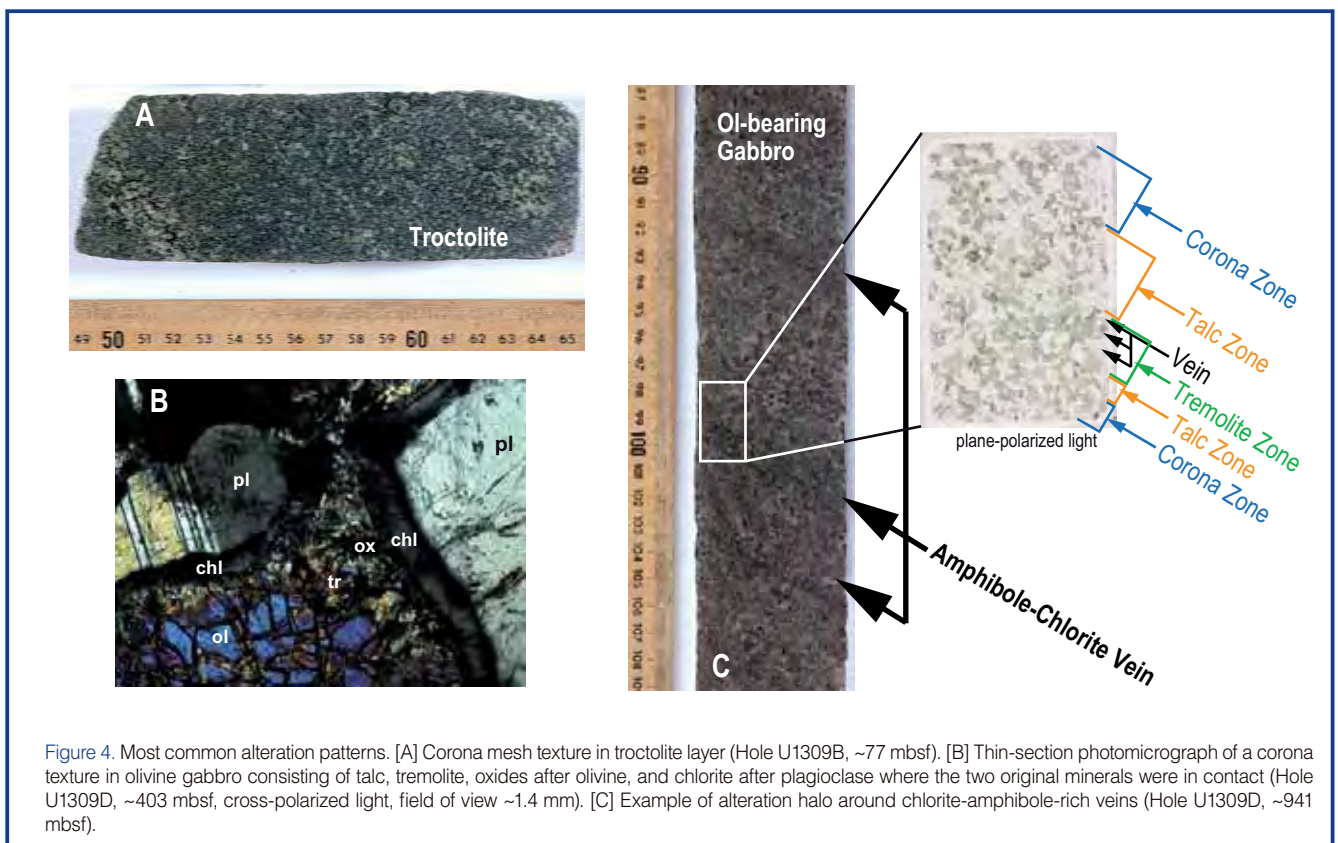 A
Troctolite
49 50 51 52 53 54 55 56 57 58 59 60 61 62 63 64 65
B
pl
pl
ox
chl
chl
tr
ol
Ol-bearing
Gabbro
C
plane-polarized light
Corona Zone
Talc Zone
Vein
Tremolite Zone
Talc Zone
Corona Zone
Amphibole-Chlorite Vein
Figure 4. Most common alteration patterns. [A] Corona mesh texture in troctolite layer (Hole U1309B, ~77 mbsf). [B] Thin-section photomicrograph of a corona
texture in olivine gabbro consisting of talc, tremolite, oxides after olivine, and chlorite after plagioclase where the two original minerals were in contact (Hole
U1309D, ~403 mbsf, cross-polarized light, field of view ~1.4 mm). [C] Example of alteration halo around chlorite-amphibole-rich veins (Hole U1309D, ~941
mbsf).